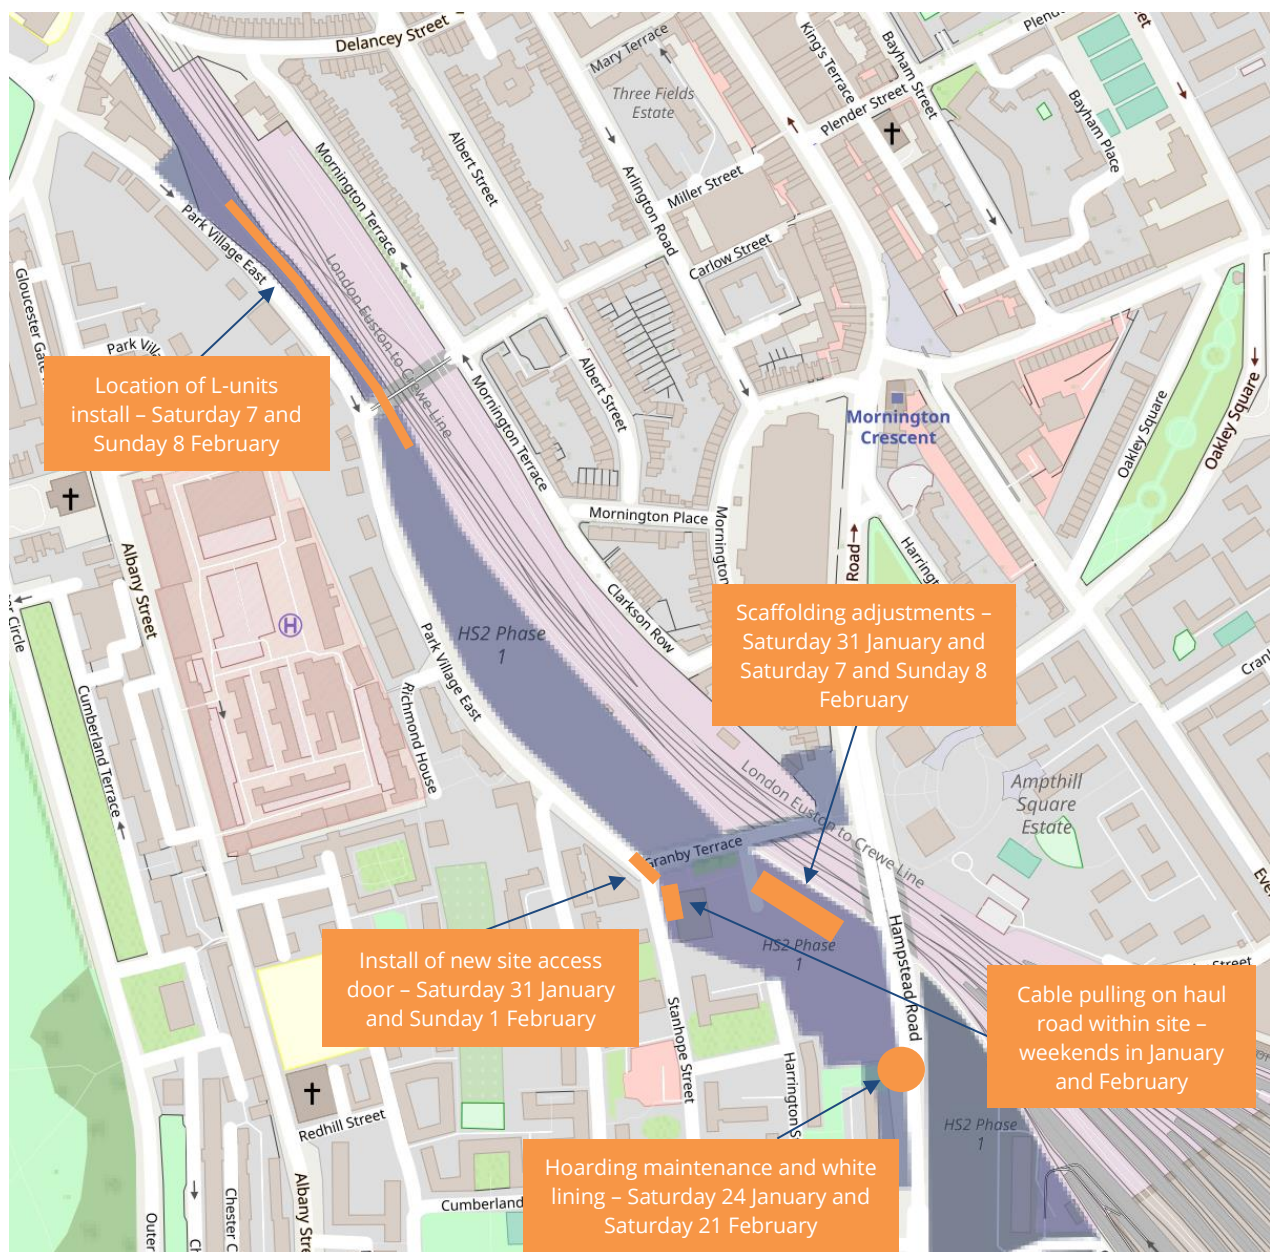 Delancey Street
Mary Terrace
Three Fields
Estate
King's Terrace
Bayham Street
Plender Street
Bayham Place
Albert Street
Mornington Terrace
Arlington Road
Miller Street
Carlow Street
Park Village East
London Euston to Crewe Line
Location of L-units
install – Saturday 7 and
Sunday 8 February
Mornington Terrace
Albert Street
Mornington
Crescent
Oakley Square
Oakley Square
Mornington Place
Mornington
Road
Albany Street
Clarkson Row
HS2 Phase
1
Park Village East
Richmond House
Cumberland Terrace
Scaffolding adjustments –
Saturday 31 January and
Saturday 7 and Sunday 8
February
London Euston to Crewe Line
Ampthill
Square
Estate
Granby Terrace
HS2 Phase
1
Hampstead Road
Install of new site access
door – Saturday 31 January
and Sunday 1 February
Cable pulling on haul
road within site –
weekends in January
and February
Street
Stanhope Street
Redhill Street
HS2 Phase
1
Hoarding maintenance and white
lining – Saturday 24 January and
Saturday 21 February
Cumberland
Chester
Outer